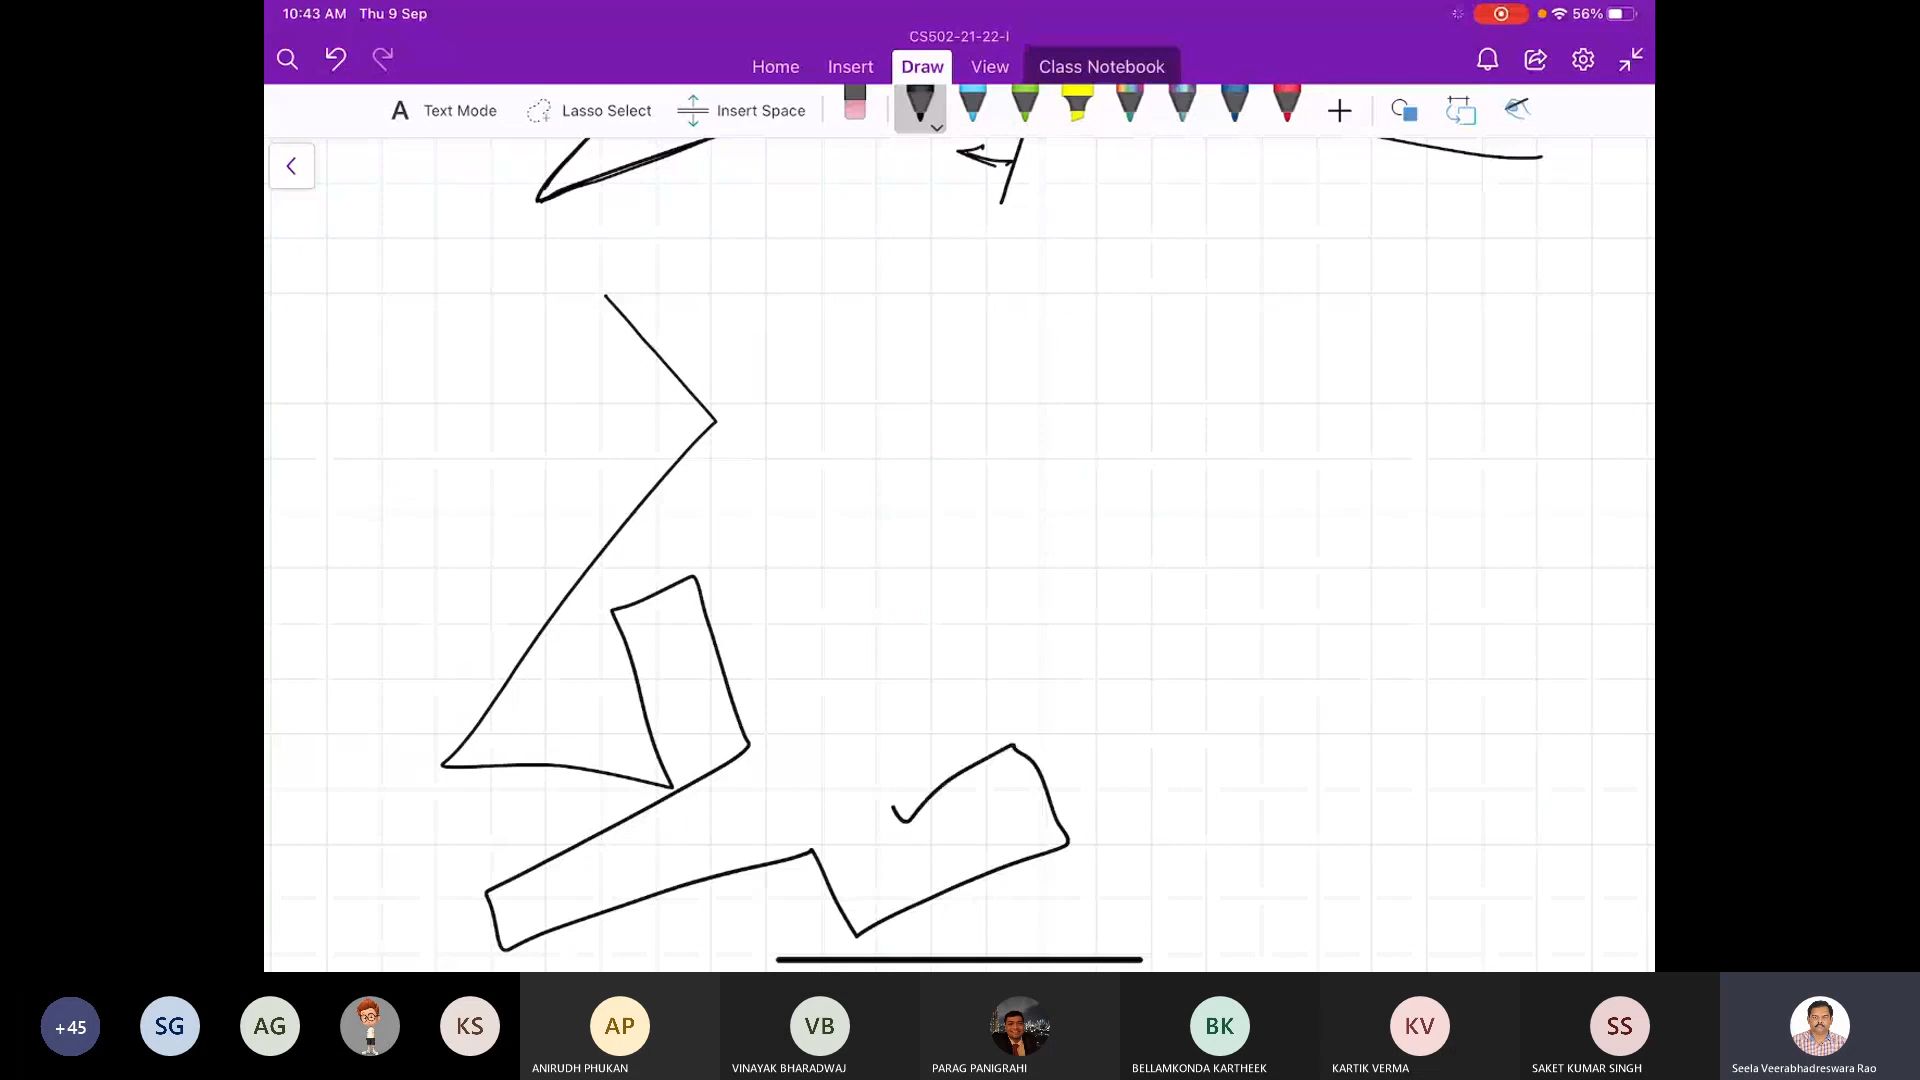 10:43 AM Thu 9 Sep
56%
CS502-21-22-I
Home Insert Draw View Class Notebook
A Text Mode Lasso Select Insert Space
+45 SG AG KS AP VB BK KV SS
ANIRUDH PHUKAN VINAYAK BHARADWAJ PARAG PANIGRAHI BELLAMKONDA KARTHEEK KARTIK VERMA SAKET KUMAR SINGH Seela Veerabhadreswara Rao